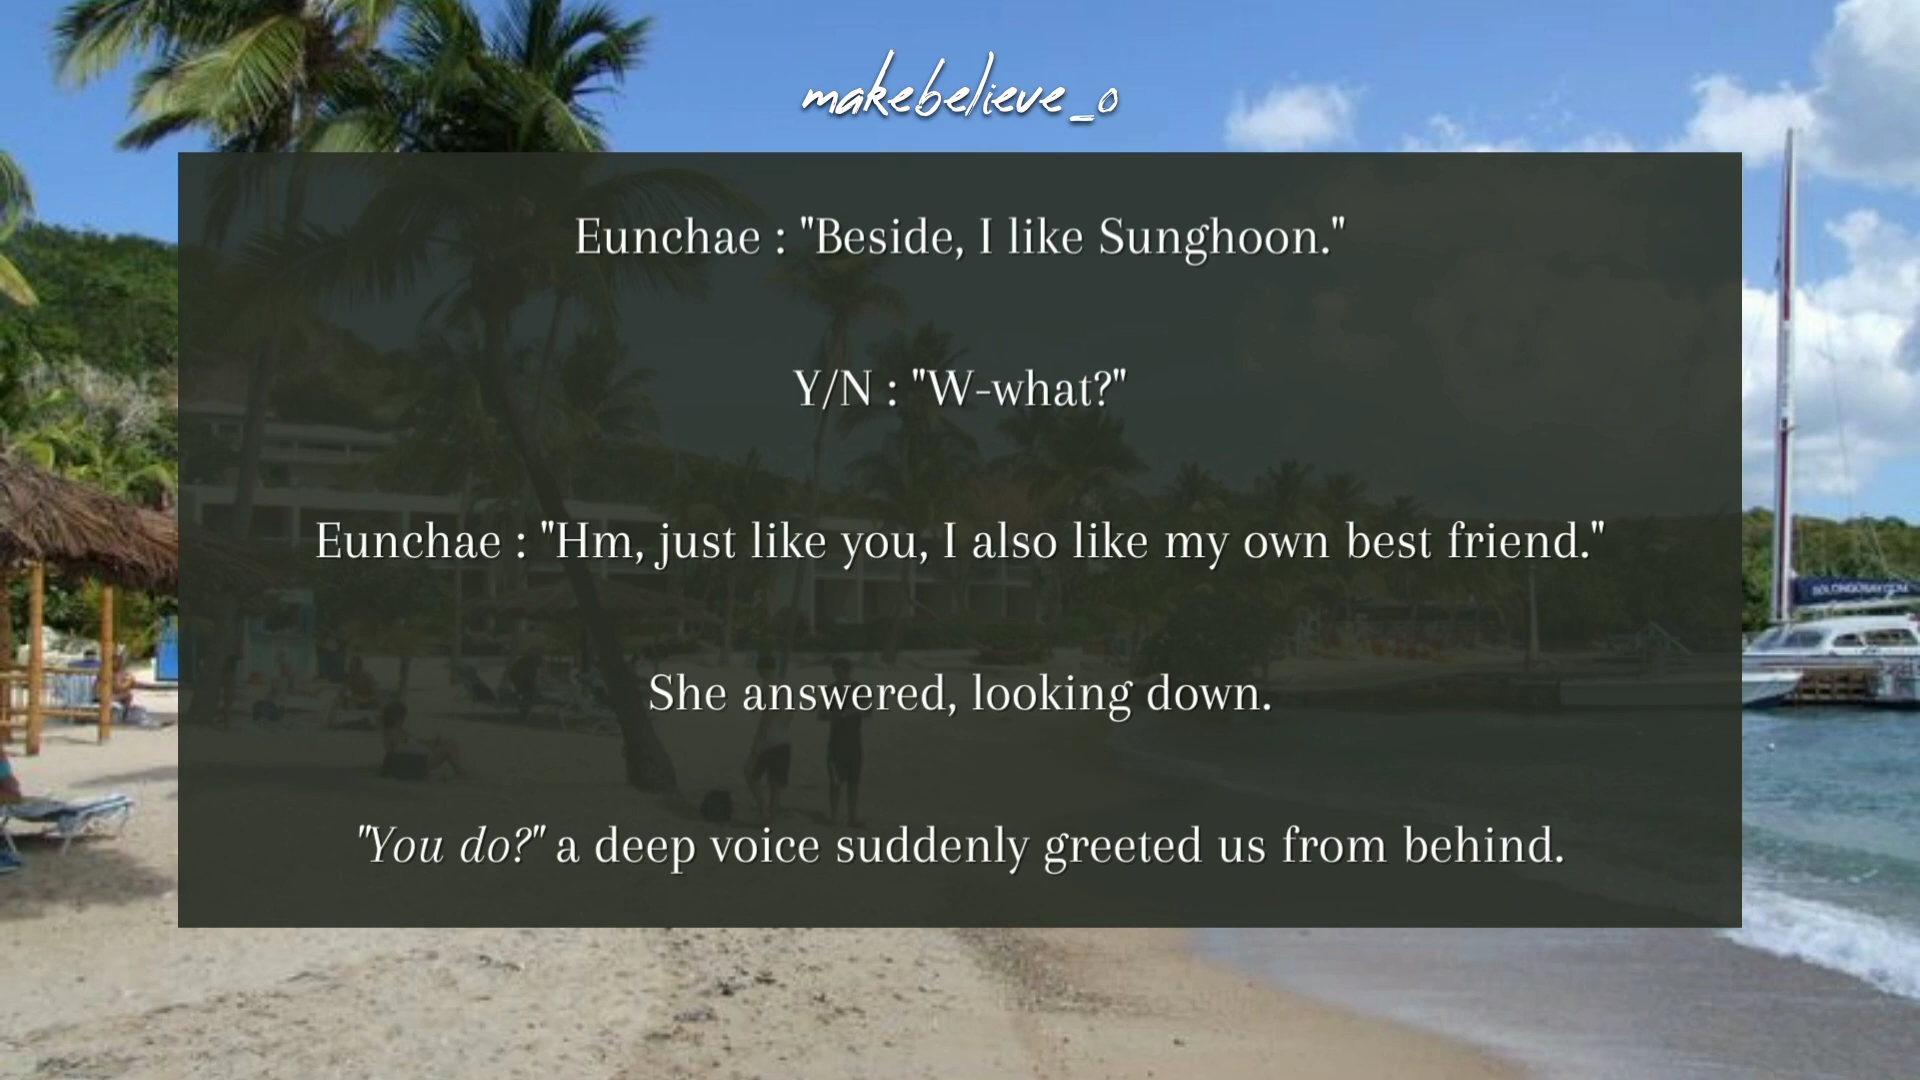 makebelieve_o
Eunchae : "Beside, I like Sunghoon."
Y/N : "W-what?"
Eunchae : "Hm, just like you, I also like my own best friend."
She answered, looking down.
"You do?" a deep voice suddenly greeted us from behind.